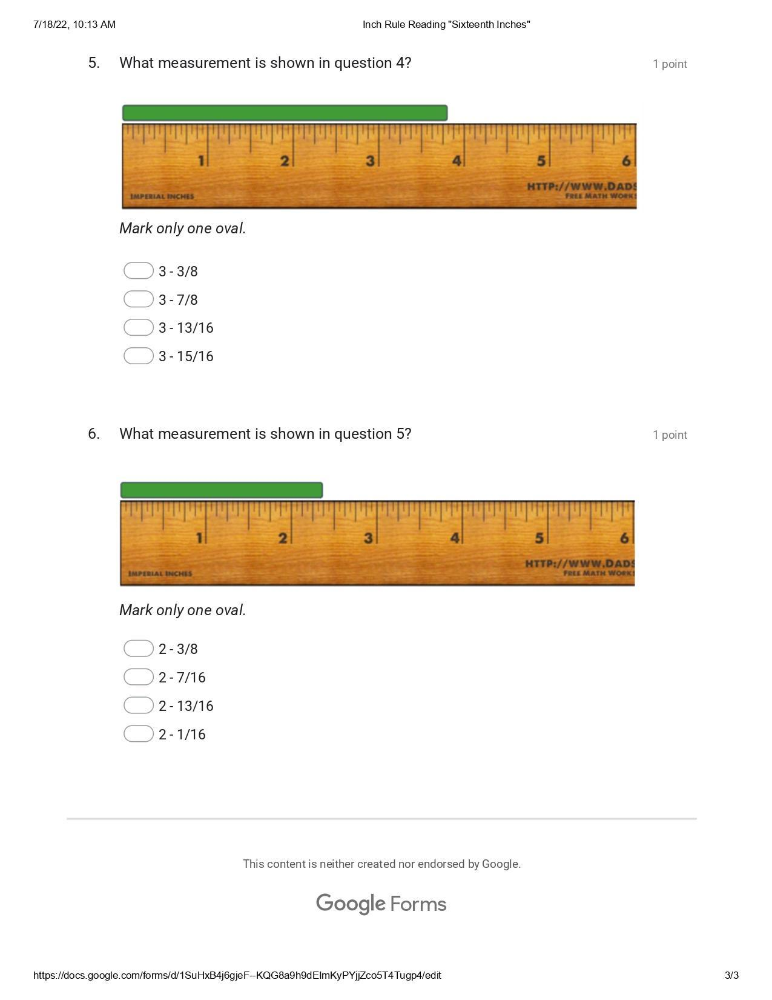 7/18/22, 10:13 AM Inch Rule Reading "Sixteenth Inches"
5. What measurement is shown in question 4? 1 point
1 2 3 4 5 6
HTTP://WWW.DADS
IMPERIAL INCHES FREE MATH WORKS
Mark only one oval.
3 - 3/8
3 - 7/8
3 - 13/16
3 - 15/16
6. What measurement is shown in question 5? 1 point
1 2 3 4 5 6
HTTP://WWW.DADS
IMPERIAL INCHES FREE MATH WORKS
Mark only one oval.
2 - 3/8
2 - 7/16
2 - 13/16
2 - 1/16
This content is neither created nor endorsed by Google.
Google Forms
https://docs.google.com/forms/d/1SuHxB4j6gjeF--KQG8a9h9dEImKyPYjjZco5T4Tugp4/edit 3/3